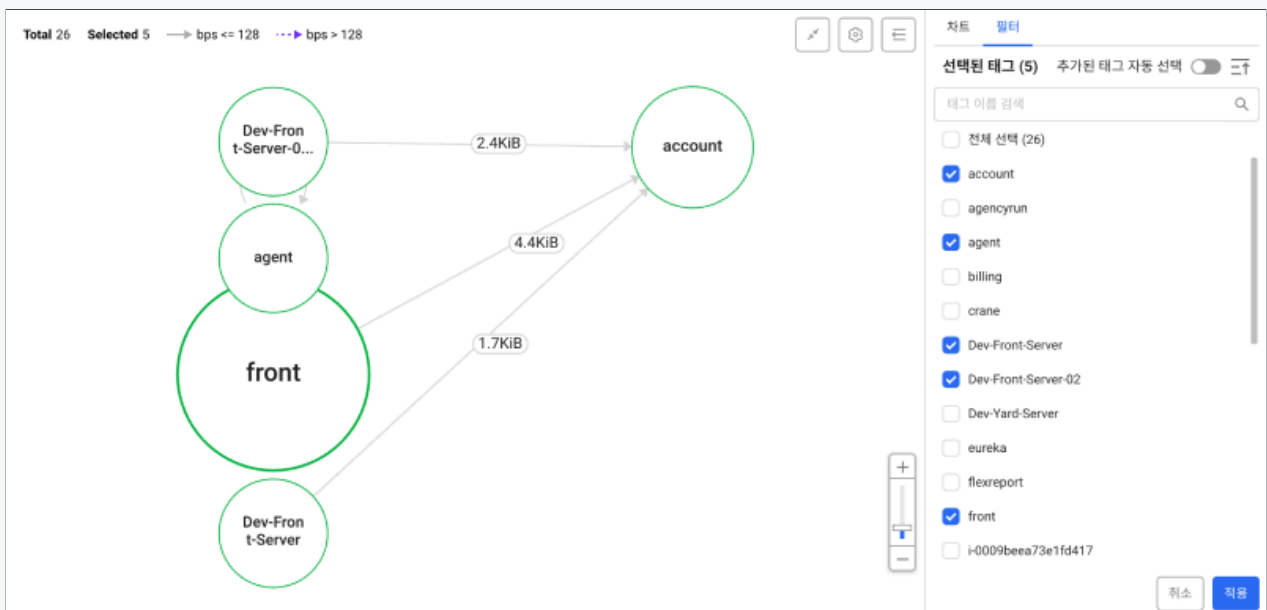 Total 26 Selected 5 bps <= 128 bps > 128
Dev-Fron
t-Server-0...
agent
front
Dev-Fron
t-Server
account
2.4KiB
4.4KiB
1.7KiB
차트 필터
선택된 태그 (5) 추가된 태그 자동 선택
태그 이름 검색
전체 선택 (26)
account
agencyrun
agent
billing
crane
Dev-Front-Server
Dev-Front-Server-02
Dev-Yard-Server
eureka
flexreport
front
i-0009beea73e1fd417
취소 적용